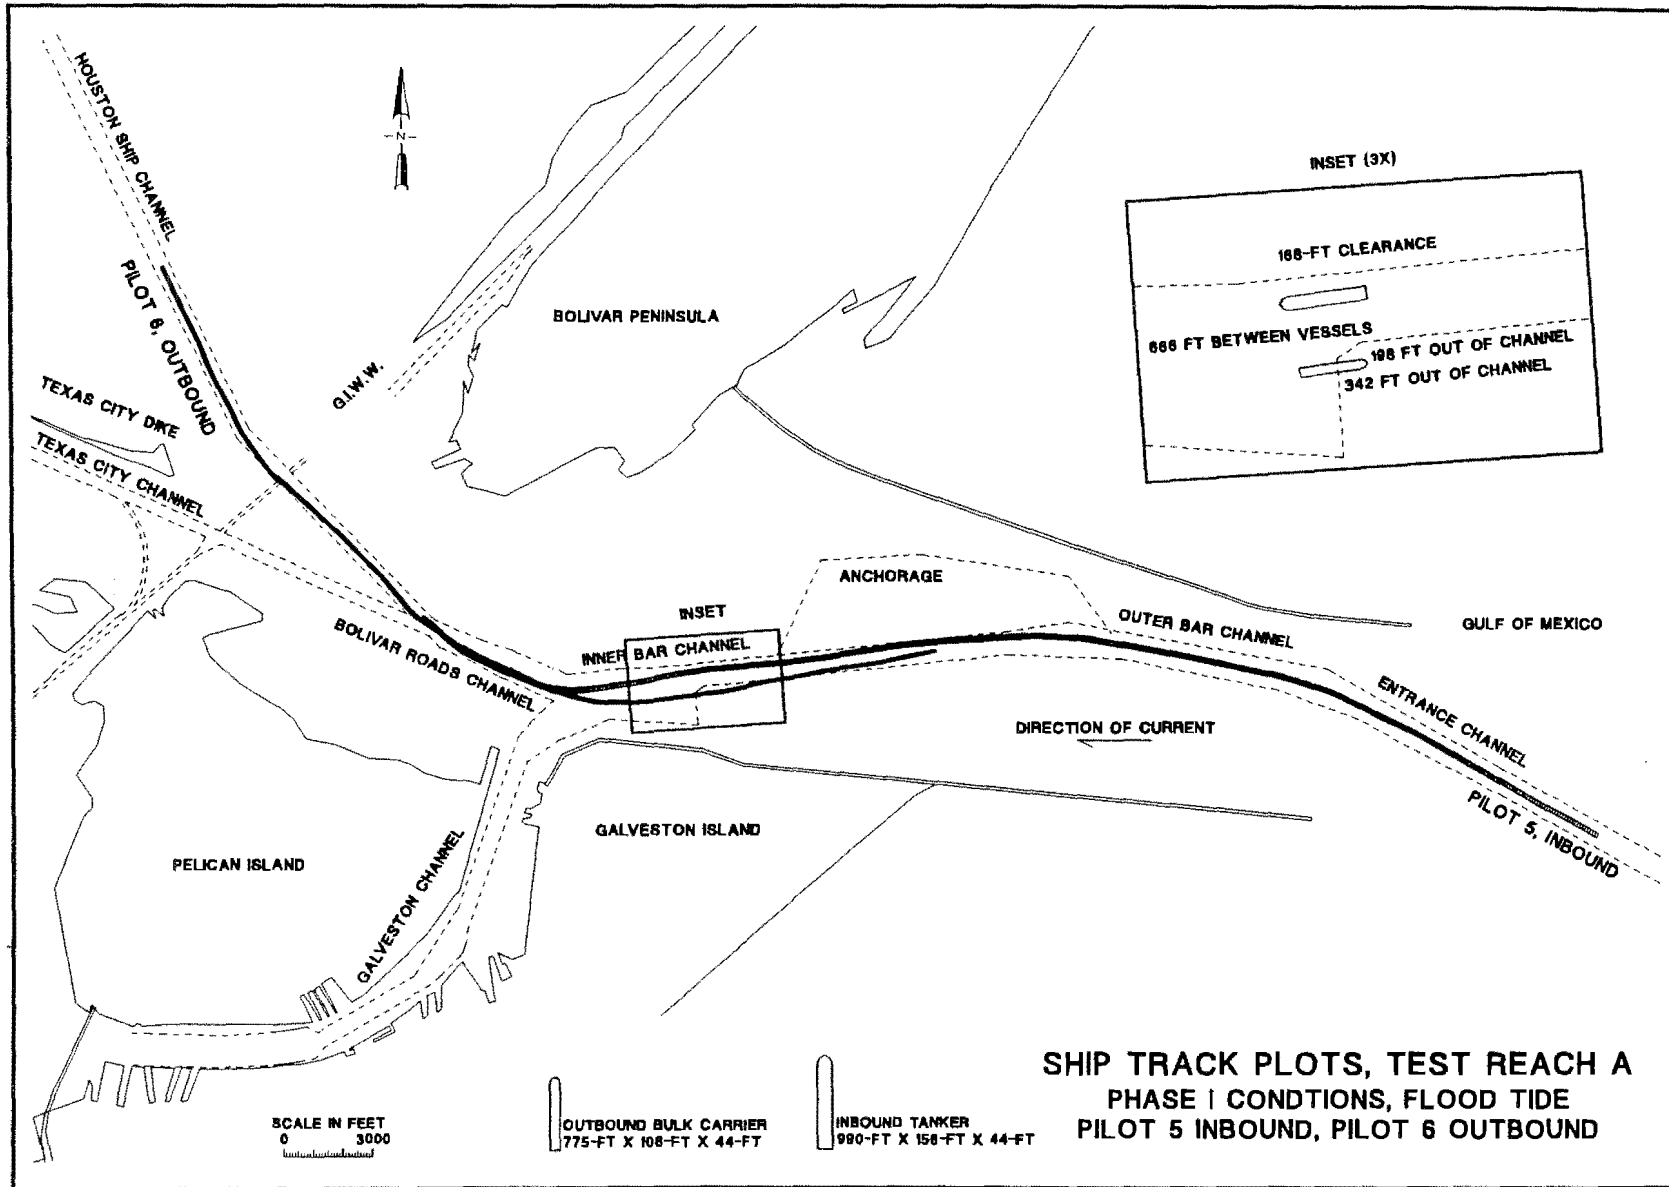 HOUSTON SHIP CHANNEL
N
INSET (3X)
168-FT CLEARANCE
666 FT BETWEEN VESSELS
198 FT OUT OF CHANNEL
342 FT OUT OF CHANNEL
PILOT 6, OUTBOUND
BOLIVAR PENINSULA
G.I.W.W.
TEXAS CITY DIKE
TEXAS CITY CHANNEL
ANCHORAGE
INSET
OUTER BAR CHANNEL
GULF OF MEXICO
BOLIVAR ROADS CHANNEL
INNER BAR CHANNEL
ENTRANCE CHANNEL
DIRECTION OF CURRENT
PILOT 5, INBOUND
GALVESTON ISLAND
PELICAN ISLAND
GALVESTON CHANNEL
SCALE IN FEET
0 3000
OUTBOUND BULK CARRIER
775-FT X 106-FT X 44-FT
INBOUND TANKER
990-FT X 156-FT X 44-FT
SHIP TRACK PLOTS, TEST REACH A
PHASE I CONDTIONS, FLOOD TIDE
PILOT 5 INBOUND, PILOT 6 OUTBOUND